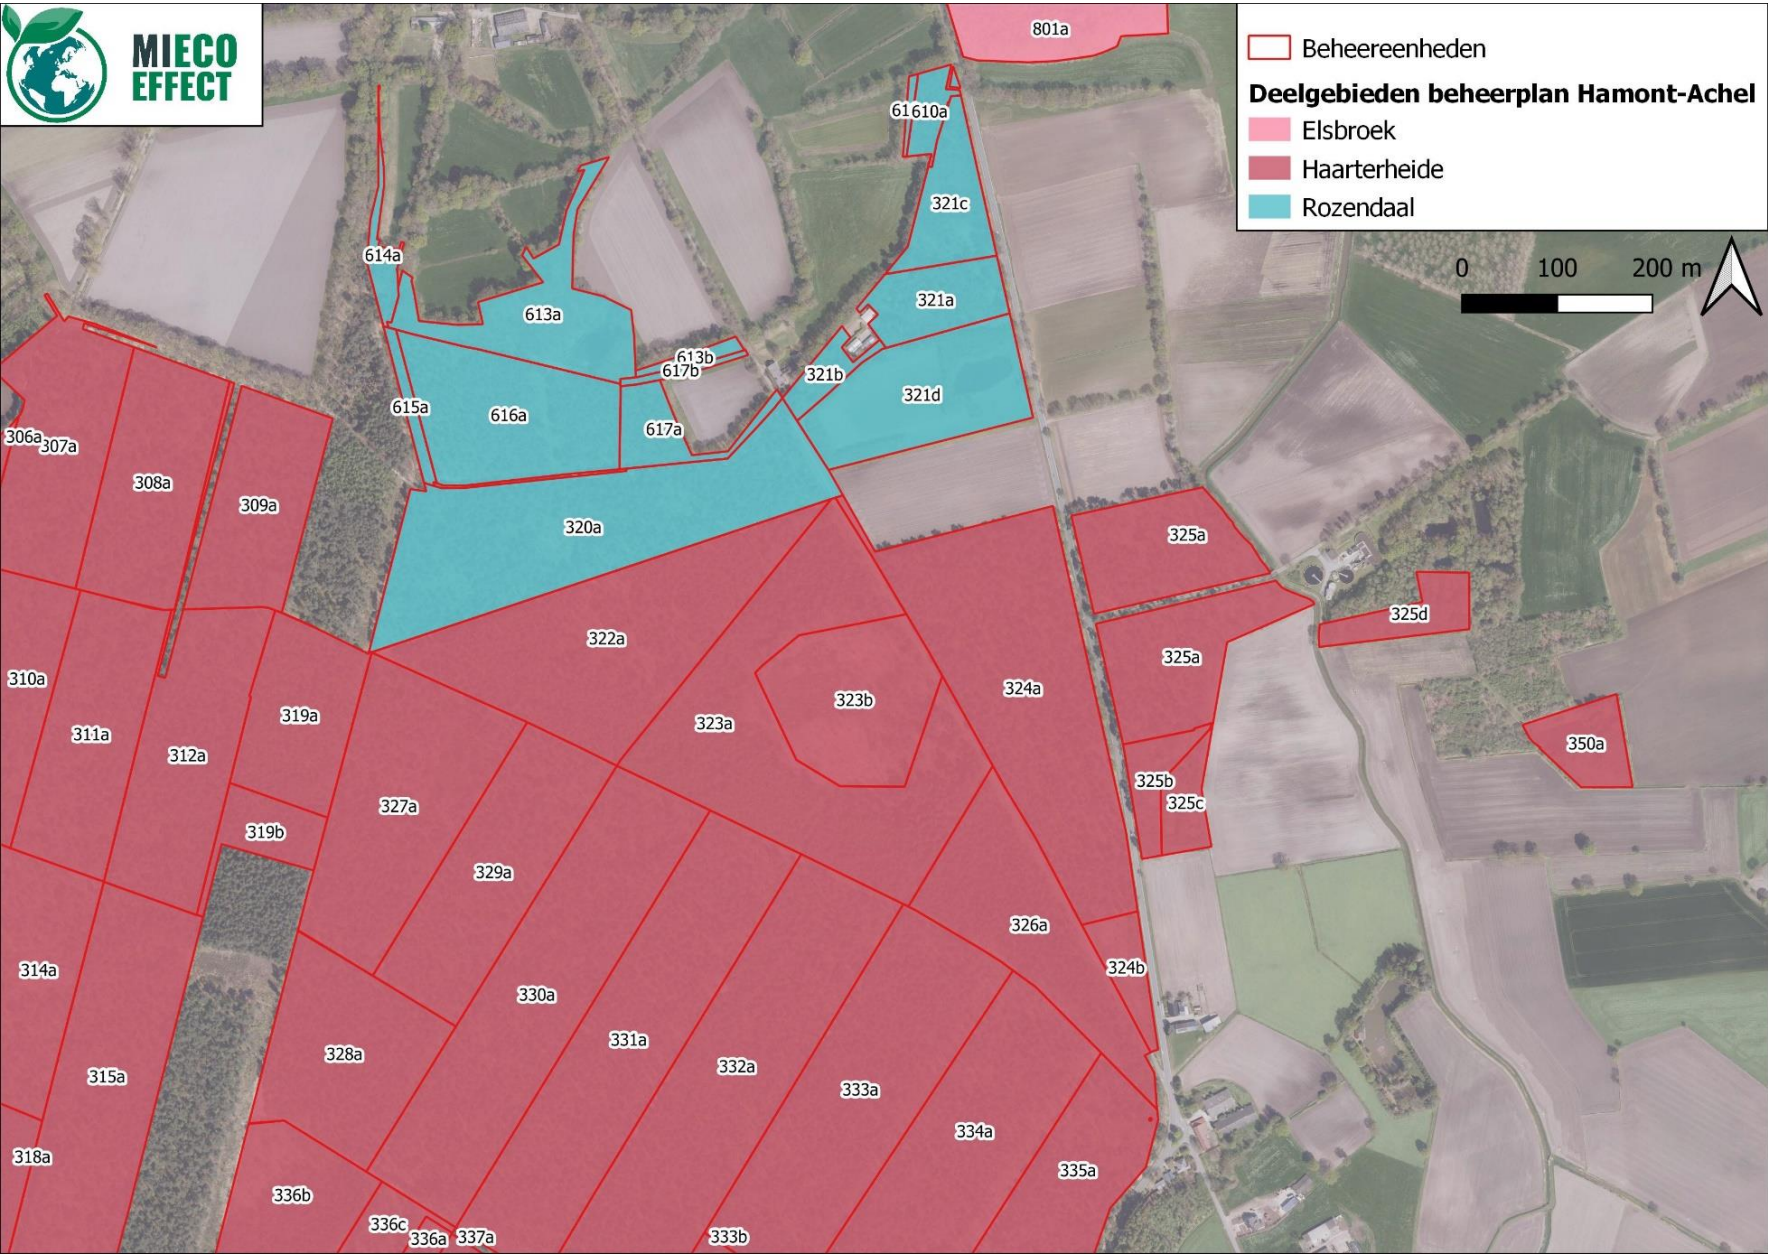 MIECO
EFFECT
Beheereenheden
Deelgebieden beheerplan Hamont-Achel
Elsbroek
Haarterheide
Rozendaal
0 100 200 m
801a
610a
321c
614a
321a
613a
613b
617b
321b
321d
615a
616a
617a
306a
307a
308a
309a
320a
325a
325d
322a
325a
310a
324a
323b
319a
323a
311a
350a
312a
325b
325c
327a
319b
329a
326a
324b
314a
330a
331a
328a
332a
315a
333a
334a
318a
335a
336b
336c
336a
337a
333b